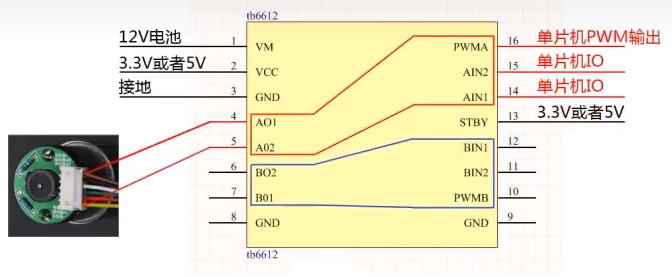 tb6612
12V电池
1
VM
PWMA
16
单片机PWM输出
3.3V或者5V
2
VCC
AIN2
15
单片机IO
接地
3
GND
AIN1
14
单片机IO
4
AO1
STBY
13
3.3V或者5V
5
A02
BIN1
12
6
BO2
BIN2
11
7
B01
PWMB
10
8
GND
GND
9
tb6612